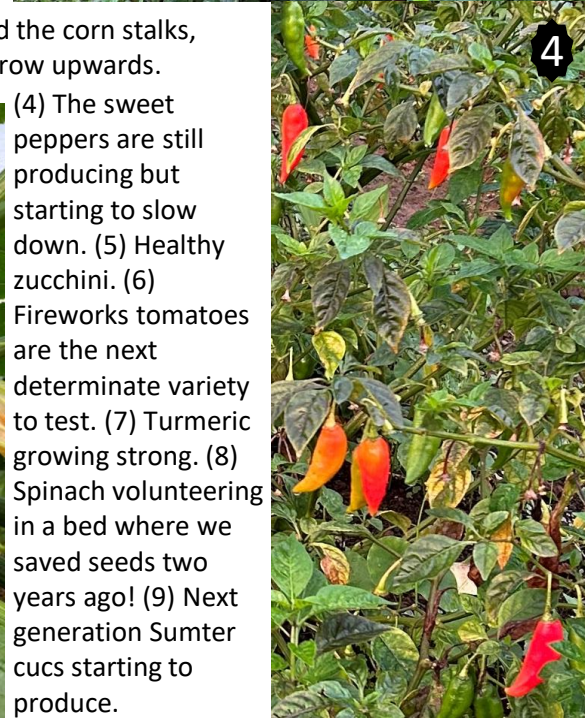 d the corn stalks,
row upwards.
(4) The sweet
peppers are still
producing but
starting to slow
down. (5) Healthy
zucchini. (6)
Fireworks tomatoes
are the next
determinate variety
to test. (7) Turmeric
growing strong. (8)
Spinach volunteering
in a bed where we
saved seeds two
years ago! (9) Next
generation Sumter
cucs starting to
produce.
4